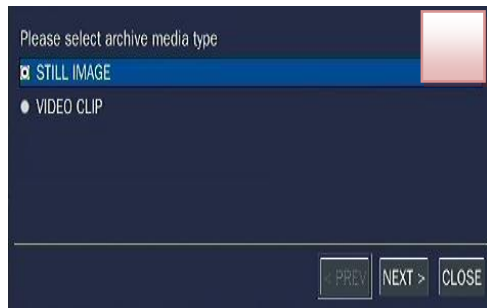 Please select archive media type
STILL IMAGE
VIDEO CLIP
< PREV NEXT > CLOSE